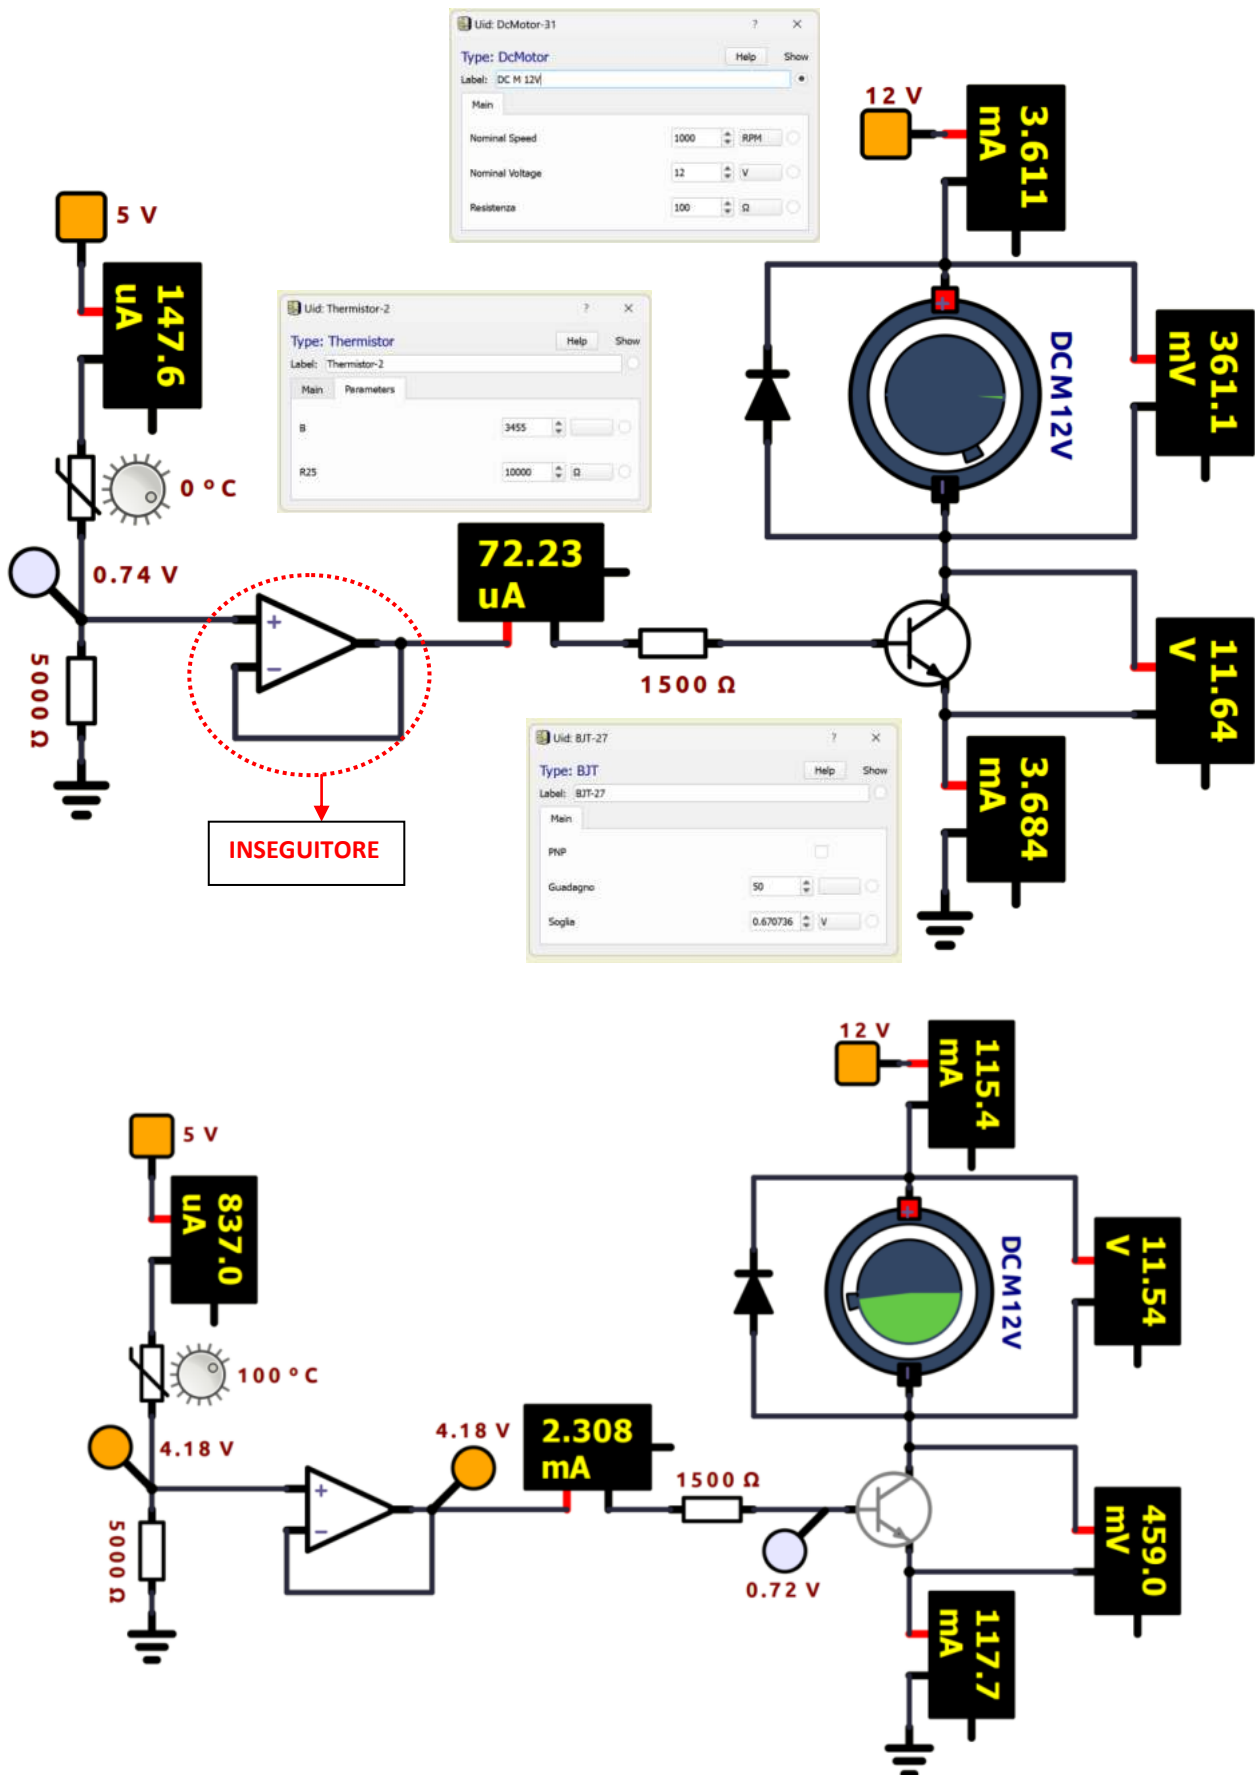 Uid: DcMotor-31
?
×
Type: DcMotor
Help
Show
Label: DC M 12V
Main
Nominal Speed
1000
RPM
Nominal Voltage
12
V
Resistenza
100
Ω
12 V
3.611
mA
5 V
147.6
uA
Uid: Thermistor-2
?
×
Type: Thermistor
Help
Show
Label: Thermistor-2
Main
Parameters
B
3455
R25
10000
Ω
DC M 12V
361.1
mV
0 ° C
0.74 V
72.23
uA
+
−
5000 Ω
1500 Ω
11.64
V
Uid: BJT-27
?
×
Type: BJT
Help
Show
Label: BJT-27
Main
PNP
Guadagno
50
Soglia
0.670736
V
3.684
mA
INSEGUITORE
12 V
115.4
mA
5 V
837.0
uA
DC M 12V
11.54
V
100 ° C
4.18 V
4.18 V
2.308
mA
1500 Ω
+
−
5000 Ω
0.72 V
459.0
mV
117.7
mA